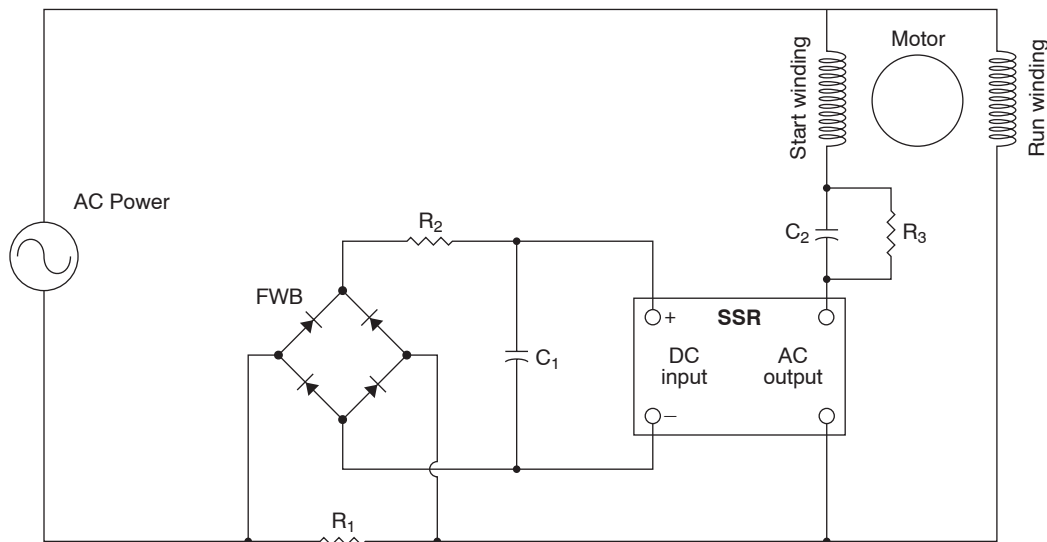 Motor
Start winding
Run winding
AC Power
R2
C2
R3
FWB
+ SSR
C1
DC
input
AC
output
–
R1